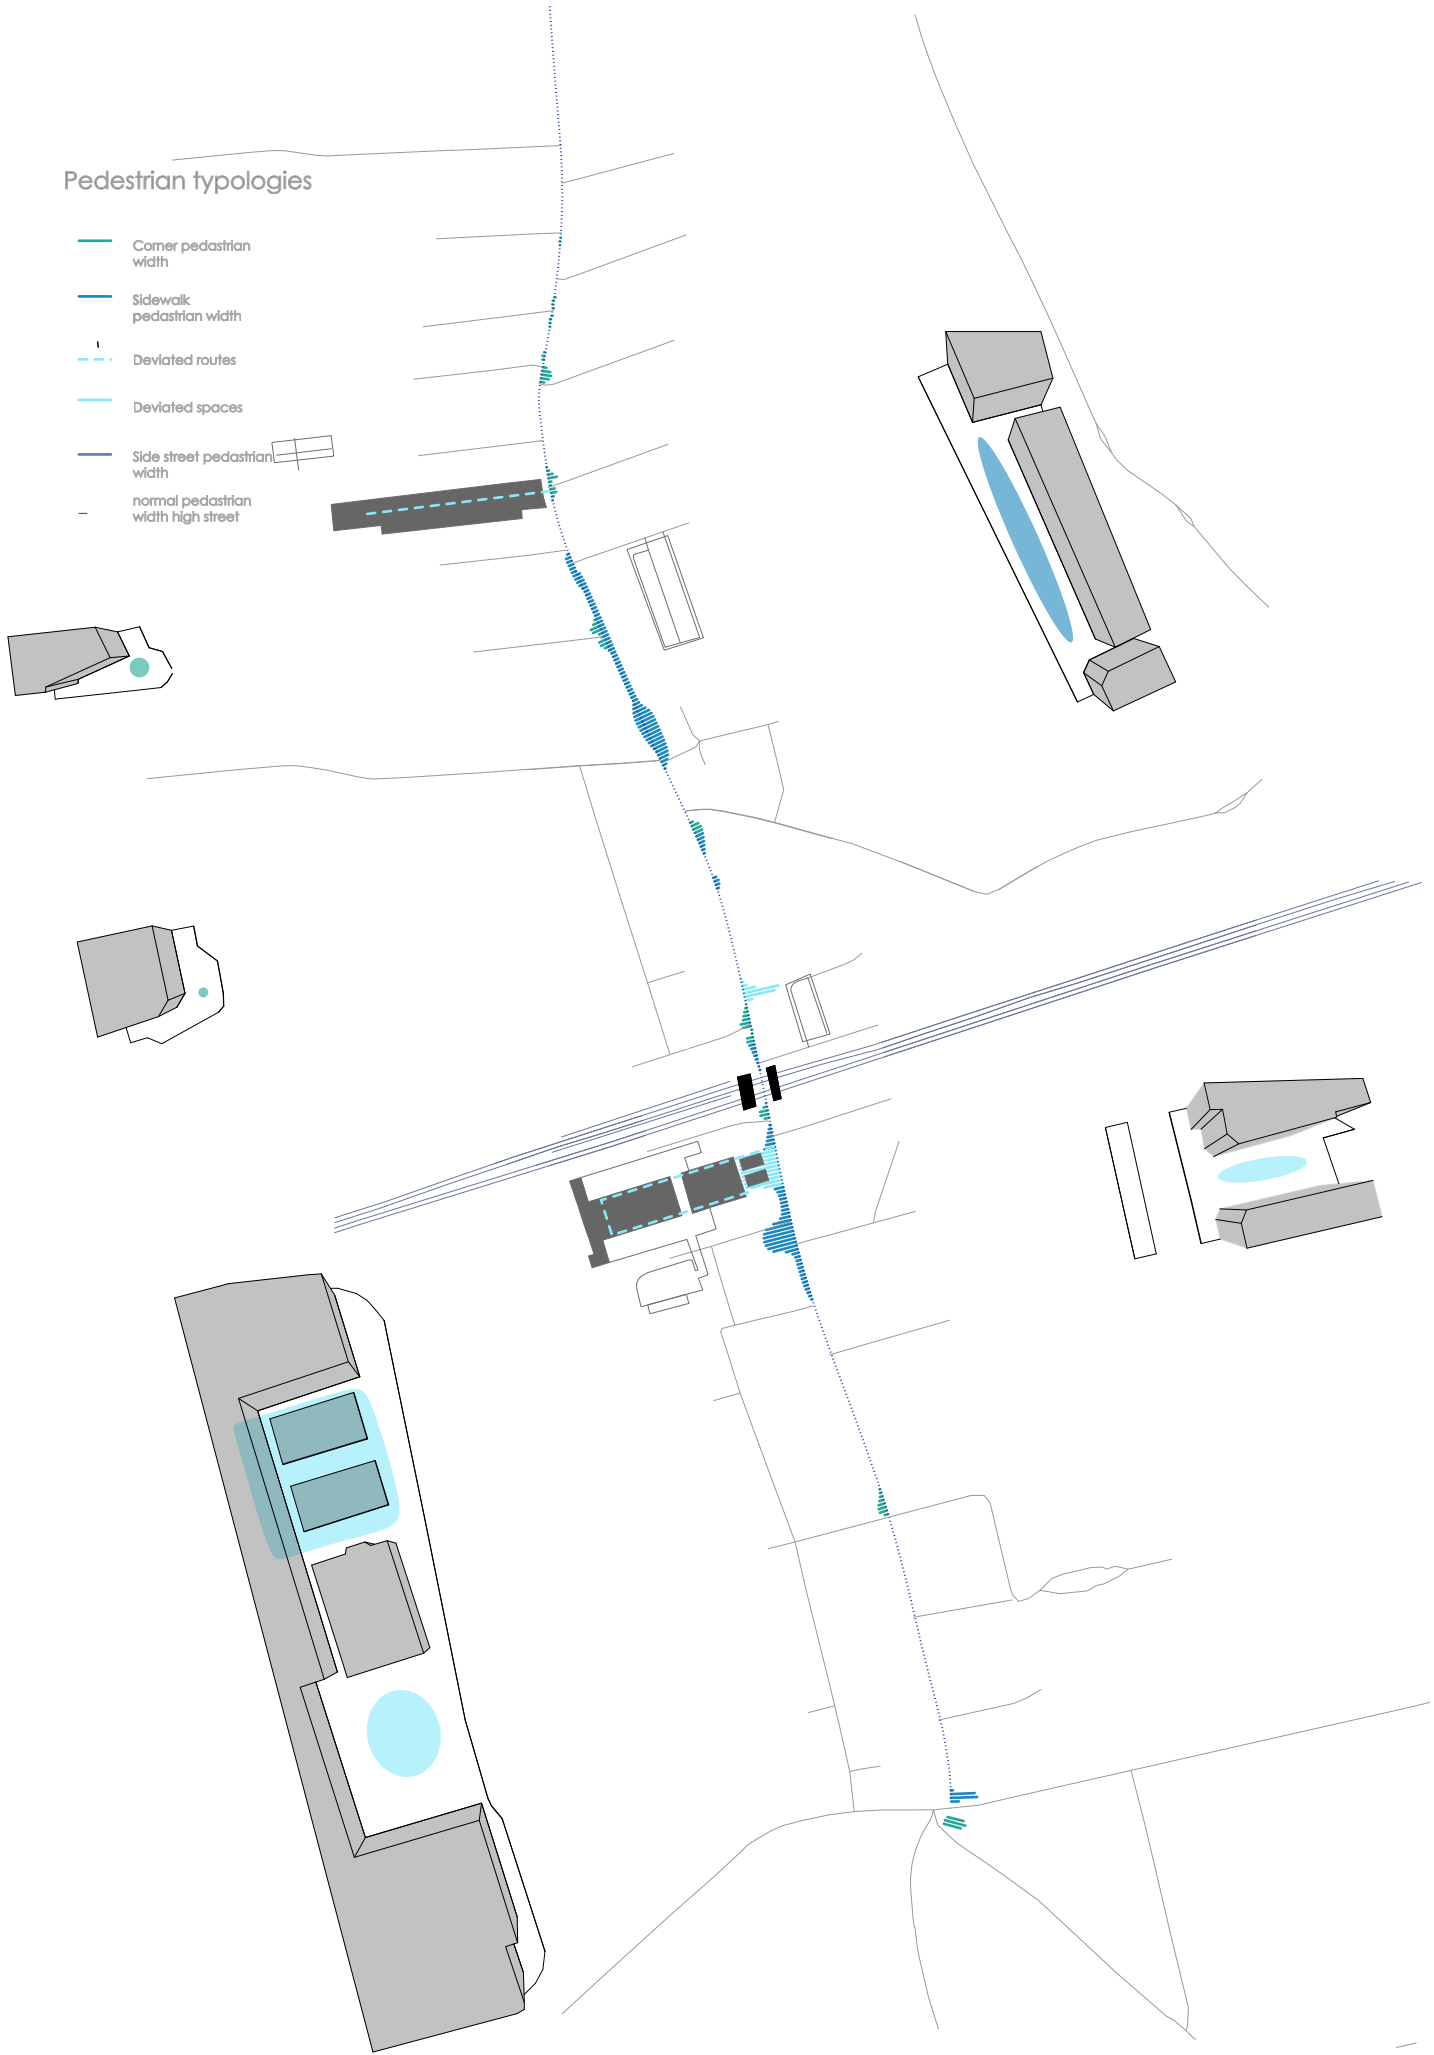 Pedestrian typologies
Corner pedastrian
width
Sidewalk
pedastrian width
Deviated routes
Deviated spaces
Side street pedastrian
width
normal pedastrian
width high street